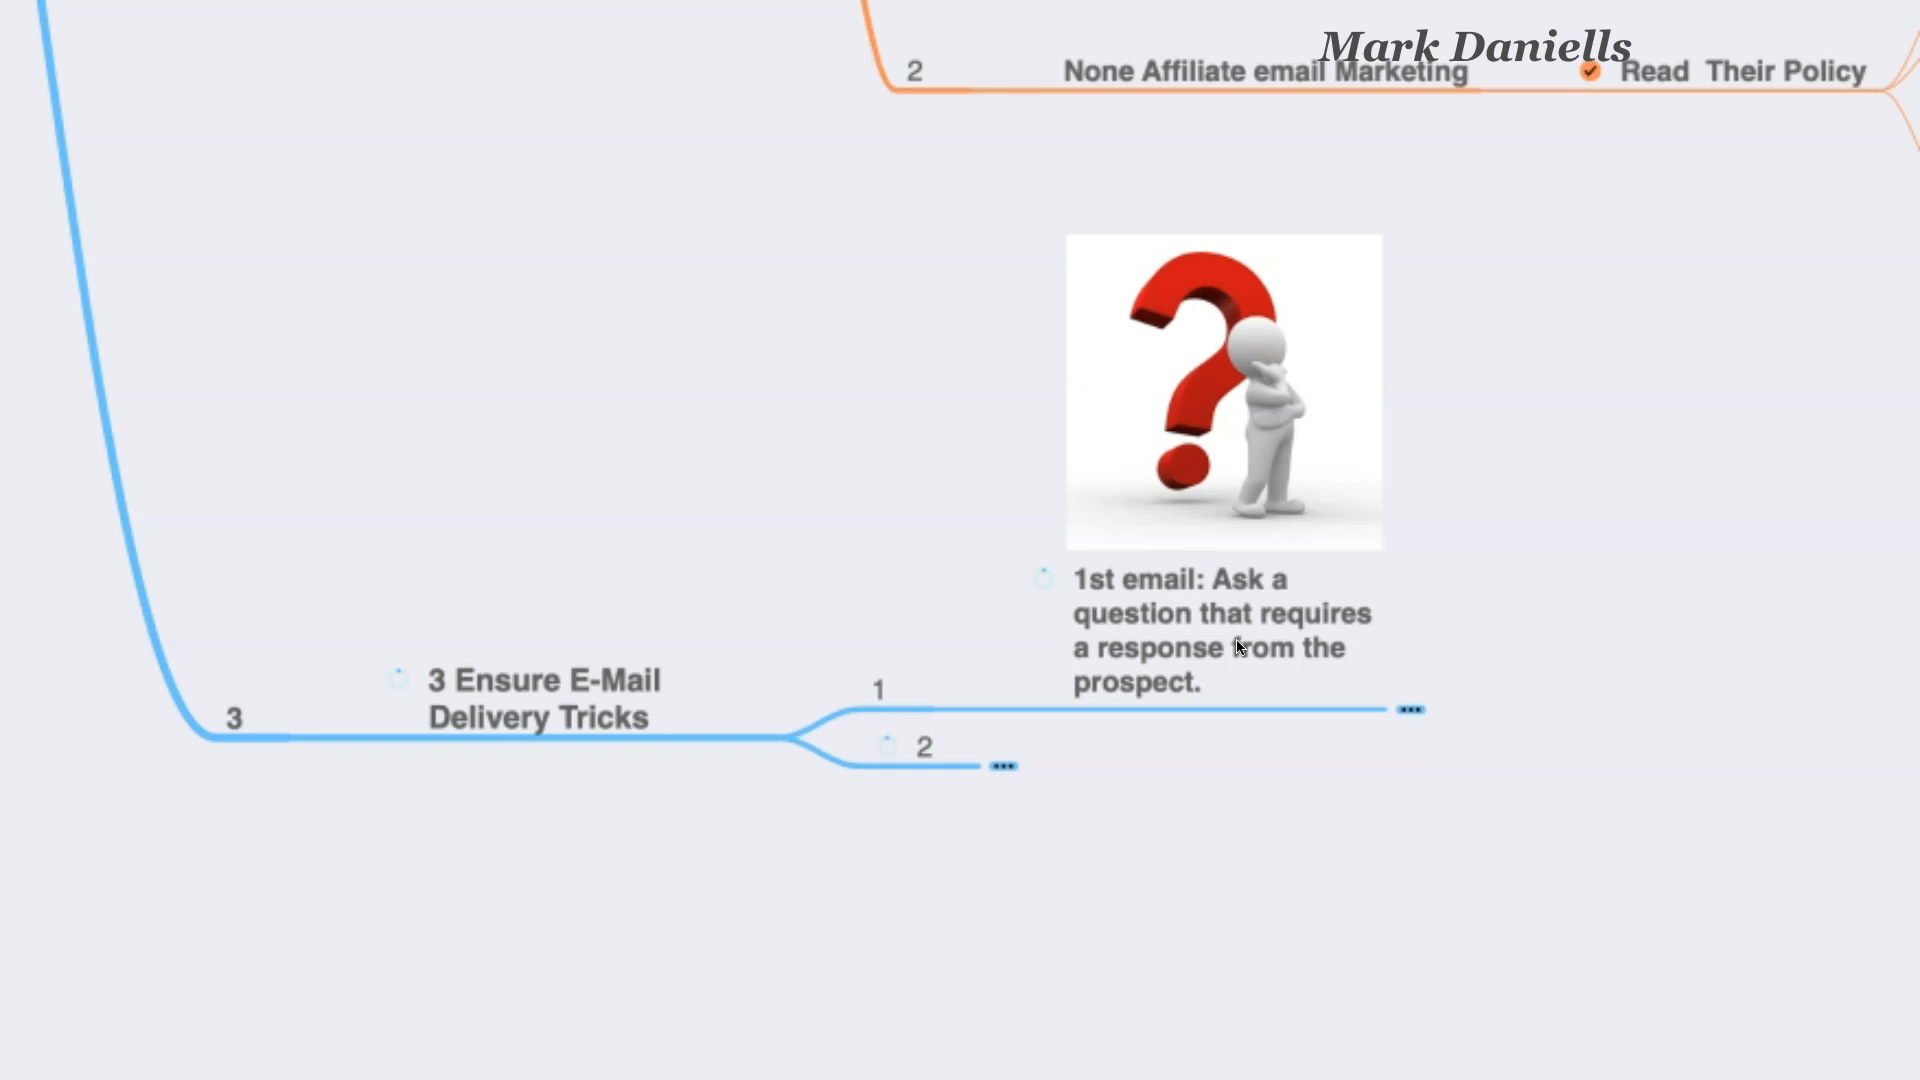 Mark Daniells
2 None Affiliate email Marketing Read Their Policy
1st email: Ask a
question that requires
a response from the
prospect.
3 3 Ensure E-Mail
Delivery Tricks
1
2